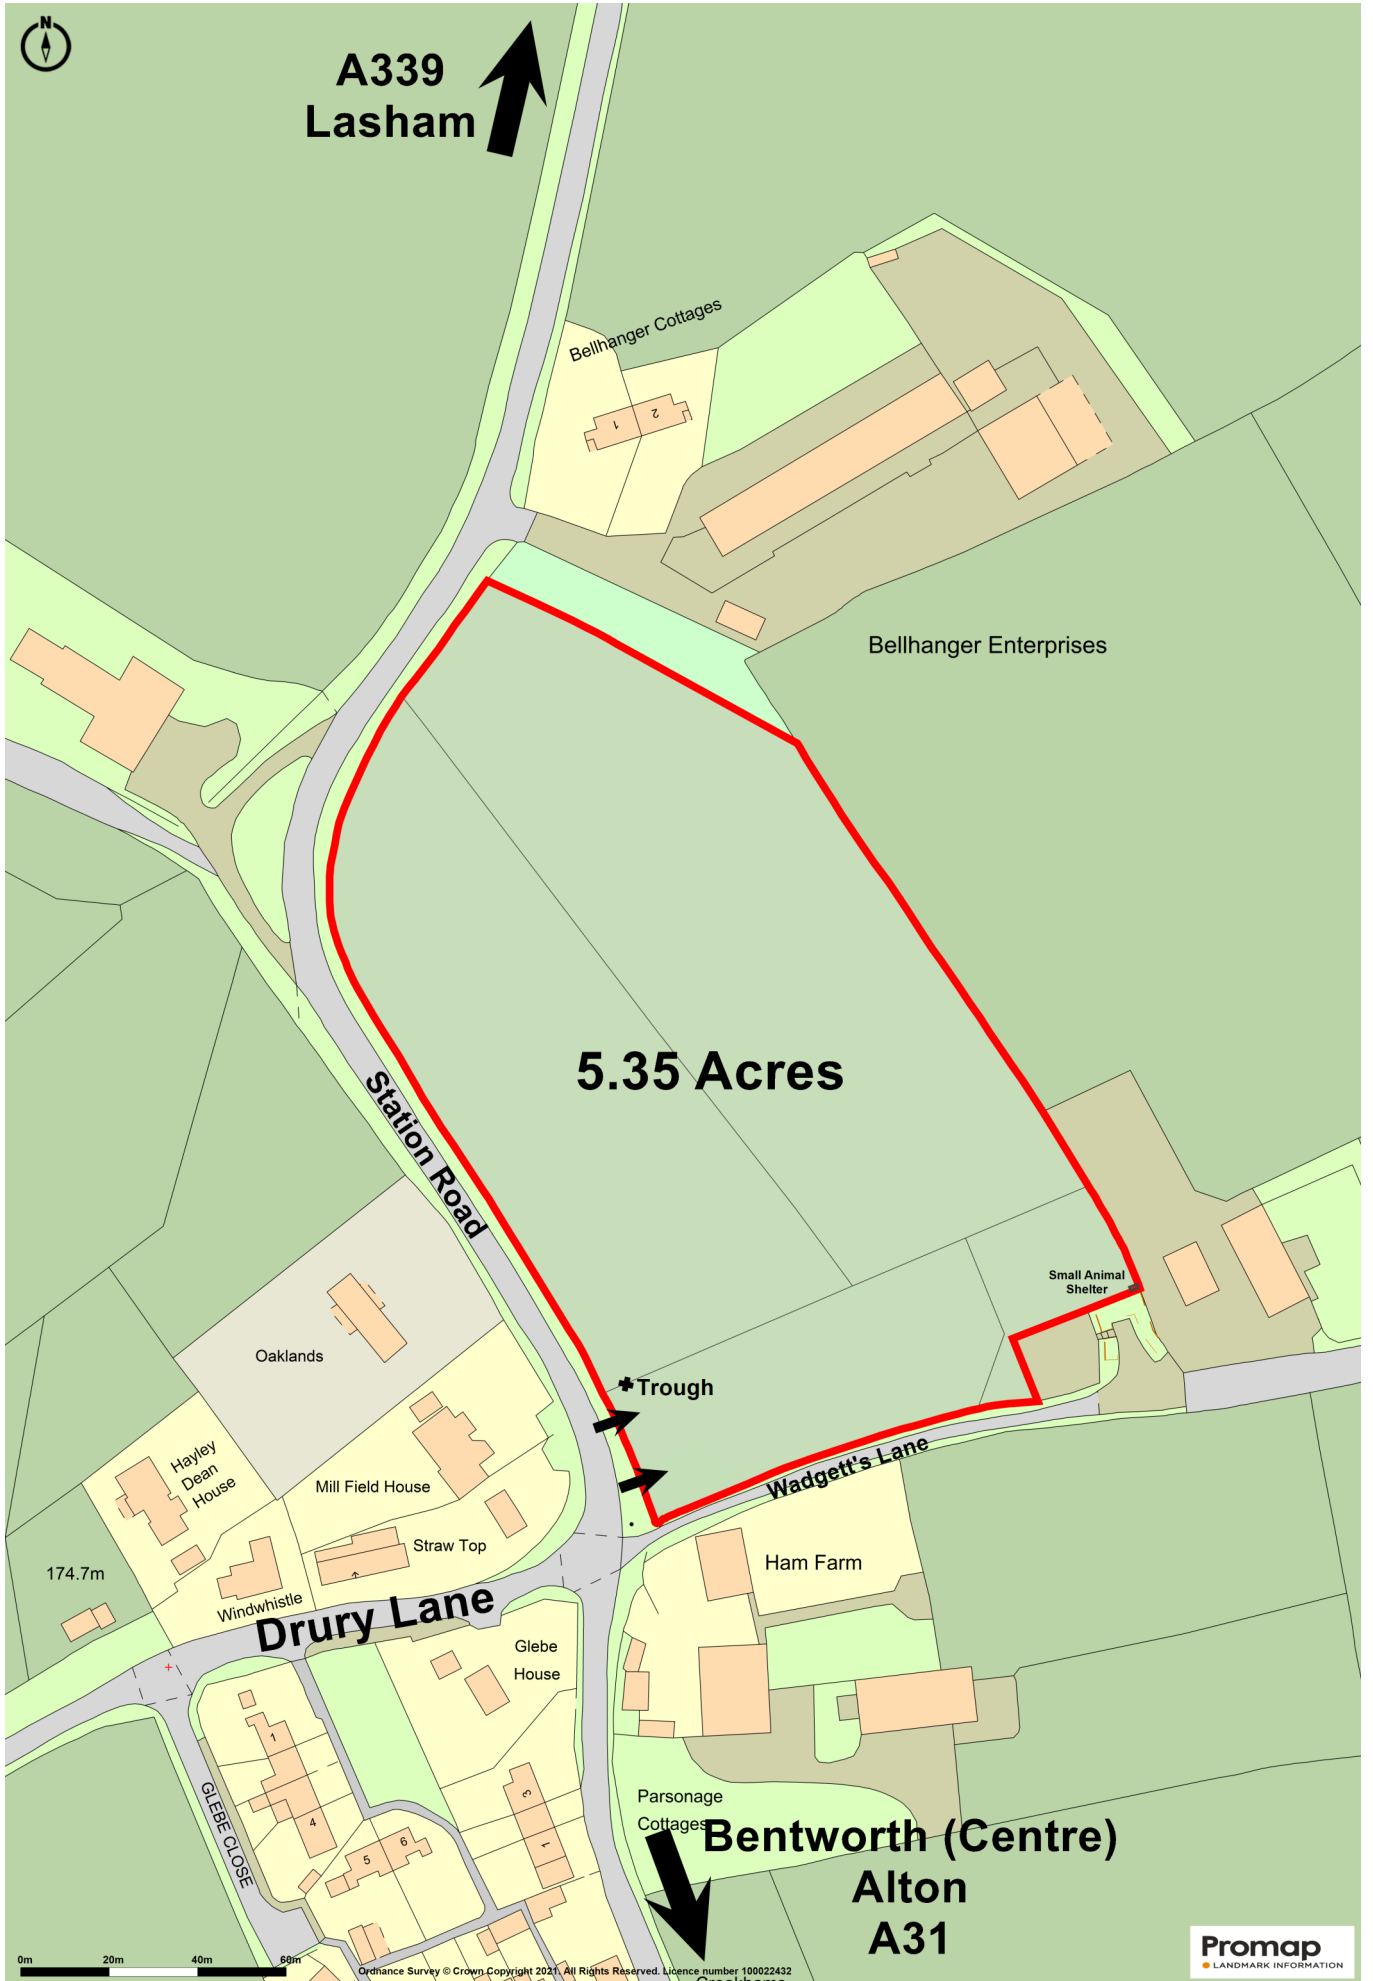 N
A339
Lasham
Bellhanger Cottages
1
2
Bellhanger Enterprises
5.35 Acres
Station Road
Small Animal
Shelter
Oaklands
Trough
Wadgett's Lane
Hayley
Dean
House
Mill Field House
Straw Top
Ham Farm
174.7m
Windwhistle
Drury Lane
Glebe
House
1
4
GLEBE CLOSE
5
6
3
1
Parsonage
Cottages
Bentworth (Centre)
Alton
A31
0m 20m 40m 60m
Ordnance Survey © Crown Copyright 2021. All Rights Reserved. Licence number 100022432
Promap
LANDMARK INFORMATION